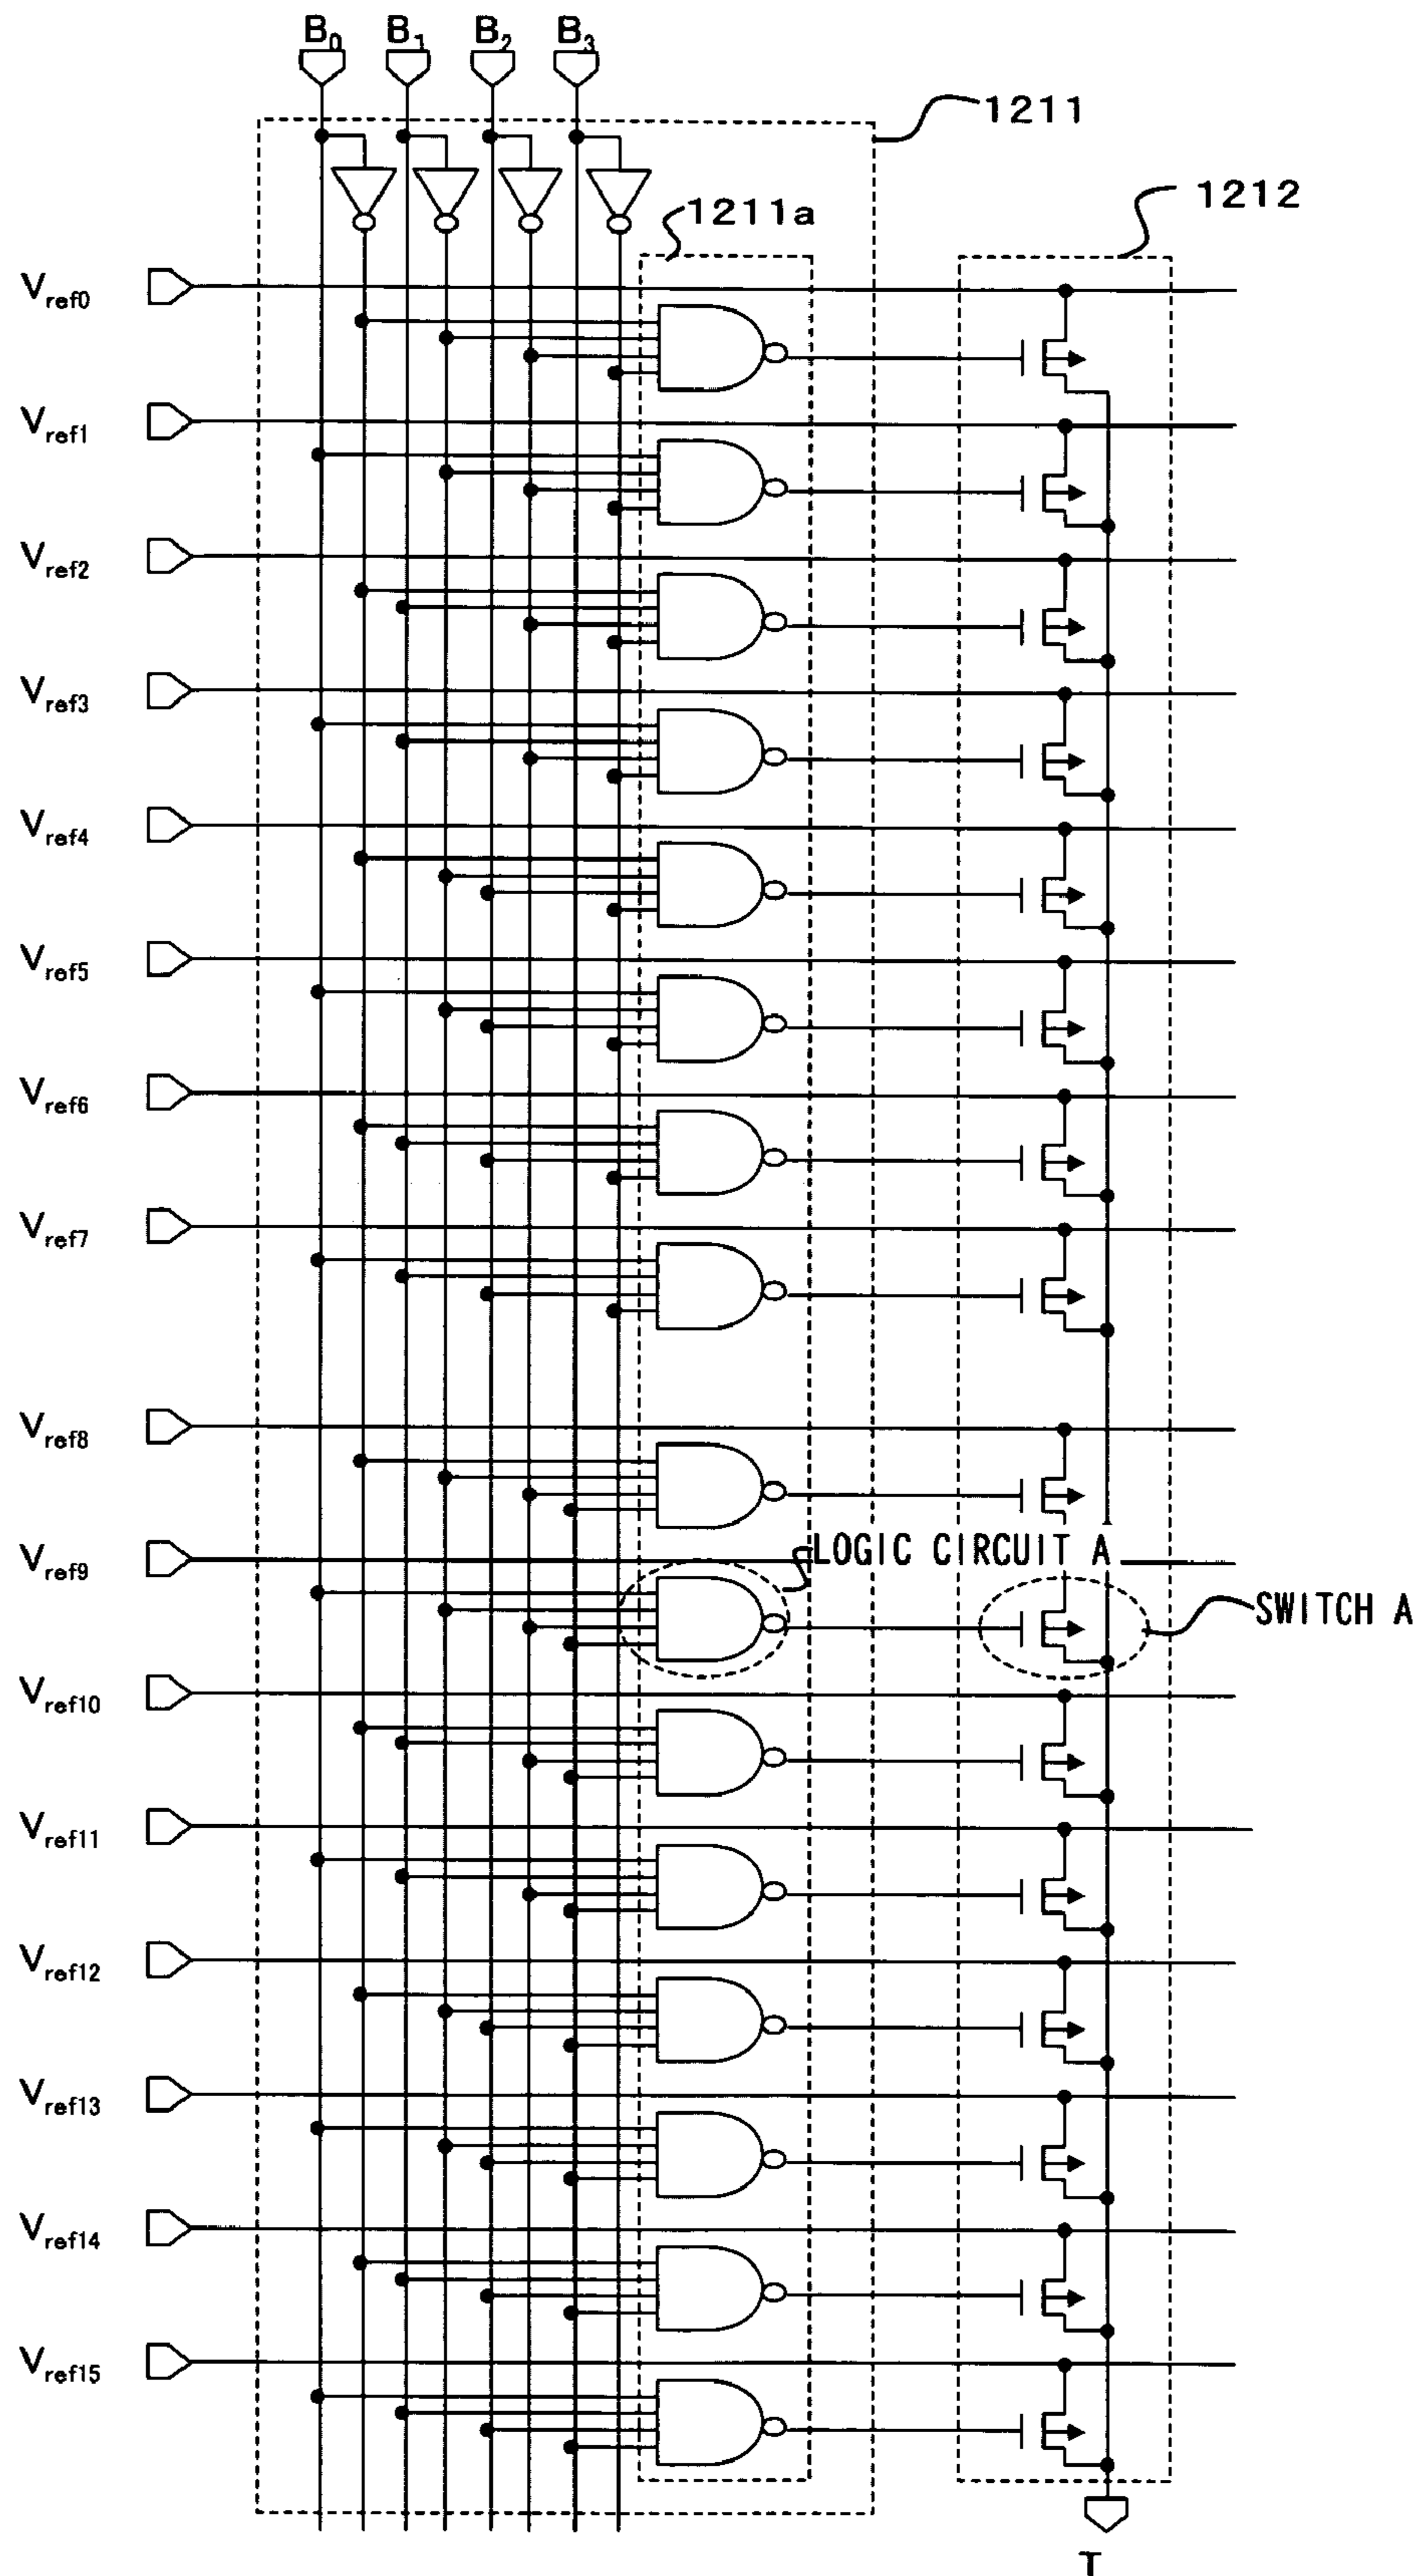 B0 B1 B2 B3
1211
1212
1211a
Vref0
Vref1
Vref2
Vref3
Vref4
Vref5
Vref6
Vref7
Vref8
Vref9
LOGIC CIRCUIT A
SWITCH A
Vref10
Vref11
Vref12
Vref13
Vref14
Vref15
T